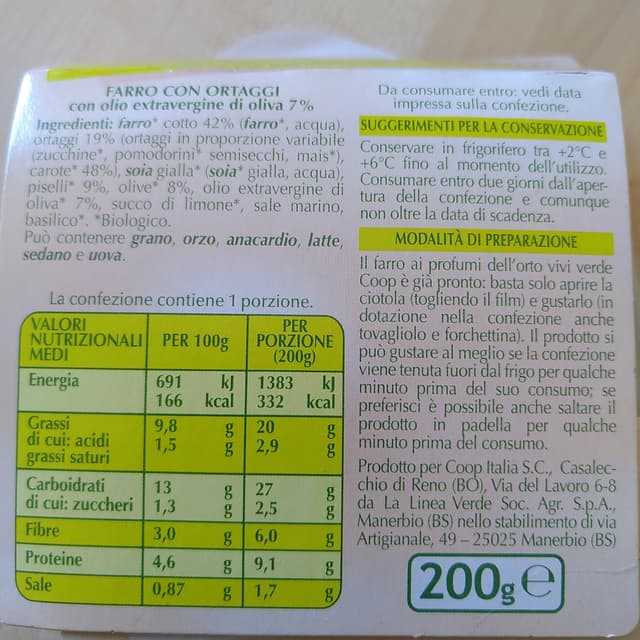 FARRO CON ORTAGGI
con olio extravergine di oliva 7%
Ingredienti: farro* cotto 42% (farro*, acqua),
ortaggi 19% (ortaggi in proporzione variabile
(zucchine*, pomodorini* semisecchi, mais*),
carote* 48%), soia gialla* (soia* gialla, acqua),
piselli* 9%, olive* 8%, olio extravergine di
oliva* 7%, succo di limone*, sale marino,
basilico*. *Biologico.
Può contenere grano, orzo, anacardio, latte,
sedano e uova.
La confezione contiene 1 porzione.
VALORI
NUTRIZIONALI
MEDI
PER 100g
PER
PORZIONE
(200g)
Energia
691 kJ 1383 kJ
166 kcal 332 kcal
Grassi 9,8 g 20 g
di cui: acidi 1,5 g 2,9 g
grassi saturi
Carboidrati 13 g 27 g
di cui: zuccheri 1,3 g 2,5 g
Fibre 3,0 g 6,0 g
Proteine 4,6 g 9,1 g
Sale 0,87 g 1,7 g
Da consumare entro: vedi data
impressa sulla confezione.
SUGGERIMENTI PER LA CONSERVAZIONE
Conservare in frigorifero tra +2°C e
+6°C fino al momento dell'utilizzo.
Consumare entro due giorni dall'aper-
tura della confezione e comunque
non oltre la data di scadenza.
MODALITÀ DI PREPARAZIONE
Il farro ai profumi dell'orto vivi verde
Coop è già pronto: basta solo aprire la
ciotola (togliendo il film) e gustarlo (in
dotazione nella confezione anche
tovagliolo e forchettina). Il prodotto si
può gustare al meglio se la confezione
viene tenuta fuori dal frigo per qualche
minuto prima del suo consumo; se
preferisci è possibile anche saltare il
prodotto in padella per qualche
minuto prima del consumo.
Prodotto per Coop Italia S.C., Casalec-
chio di Reno (BO), Via del Lavoro 6-8
da La Linea Verde Soc. Agr. S.p.A.,
Manerbio (BS) nello stabilimento di via
Artigianale, 49 – 25025 Manerbio (BS)
200g e